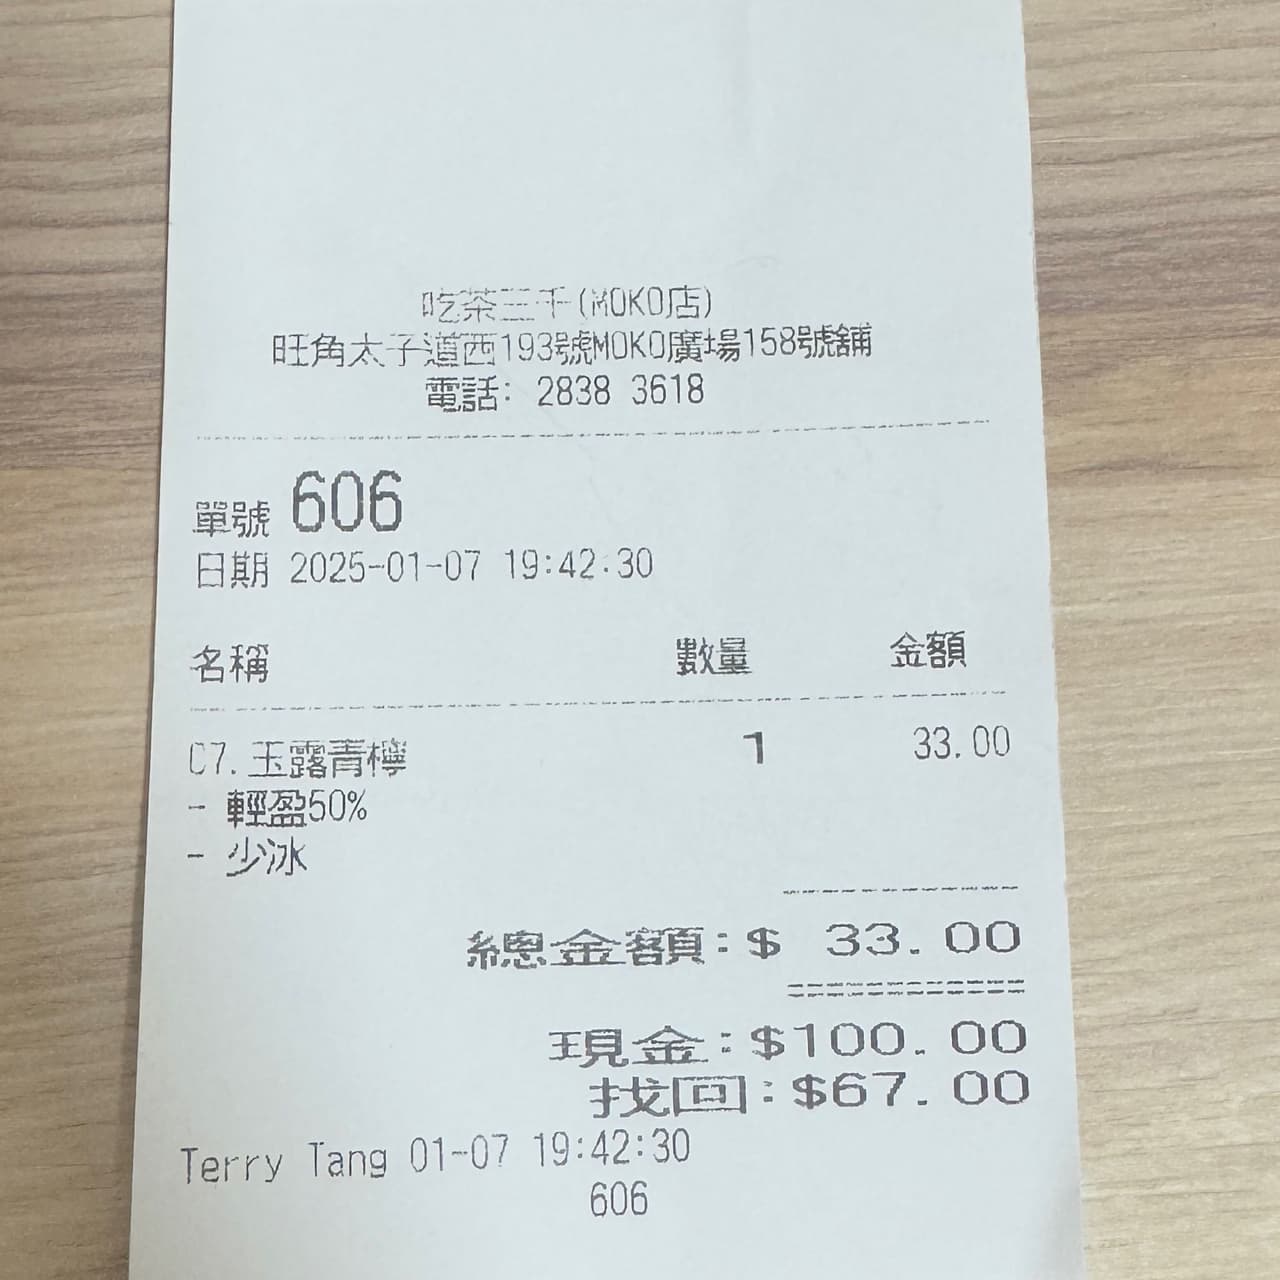 吃茶三千(MOKO店)
旺角太子道西193號MOKO廣場158號舖
電話: 2838 3618
單號 606
日期 2025-01-07 19:42:30
名稱 數量 金額
C7. 玉露青檸 1 33.00
- 輕盈50%
- 少冰
總金額:$ 33.00
現金:$100.00
找回:$67.00
Terry Tang 01-07 19:42:30
606